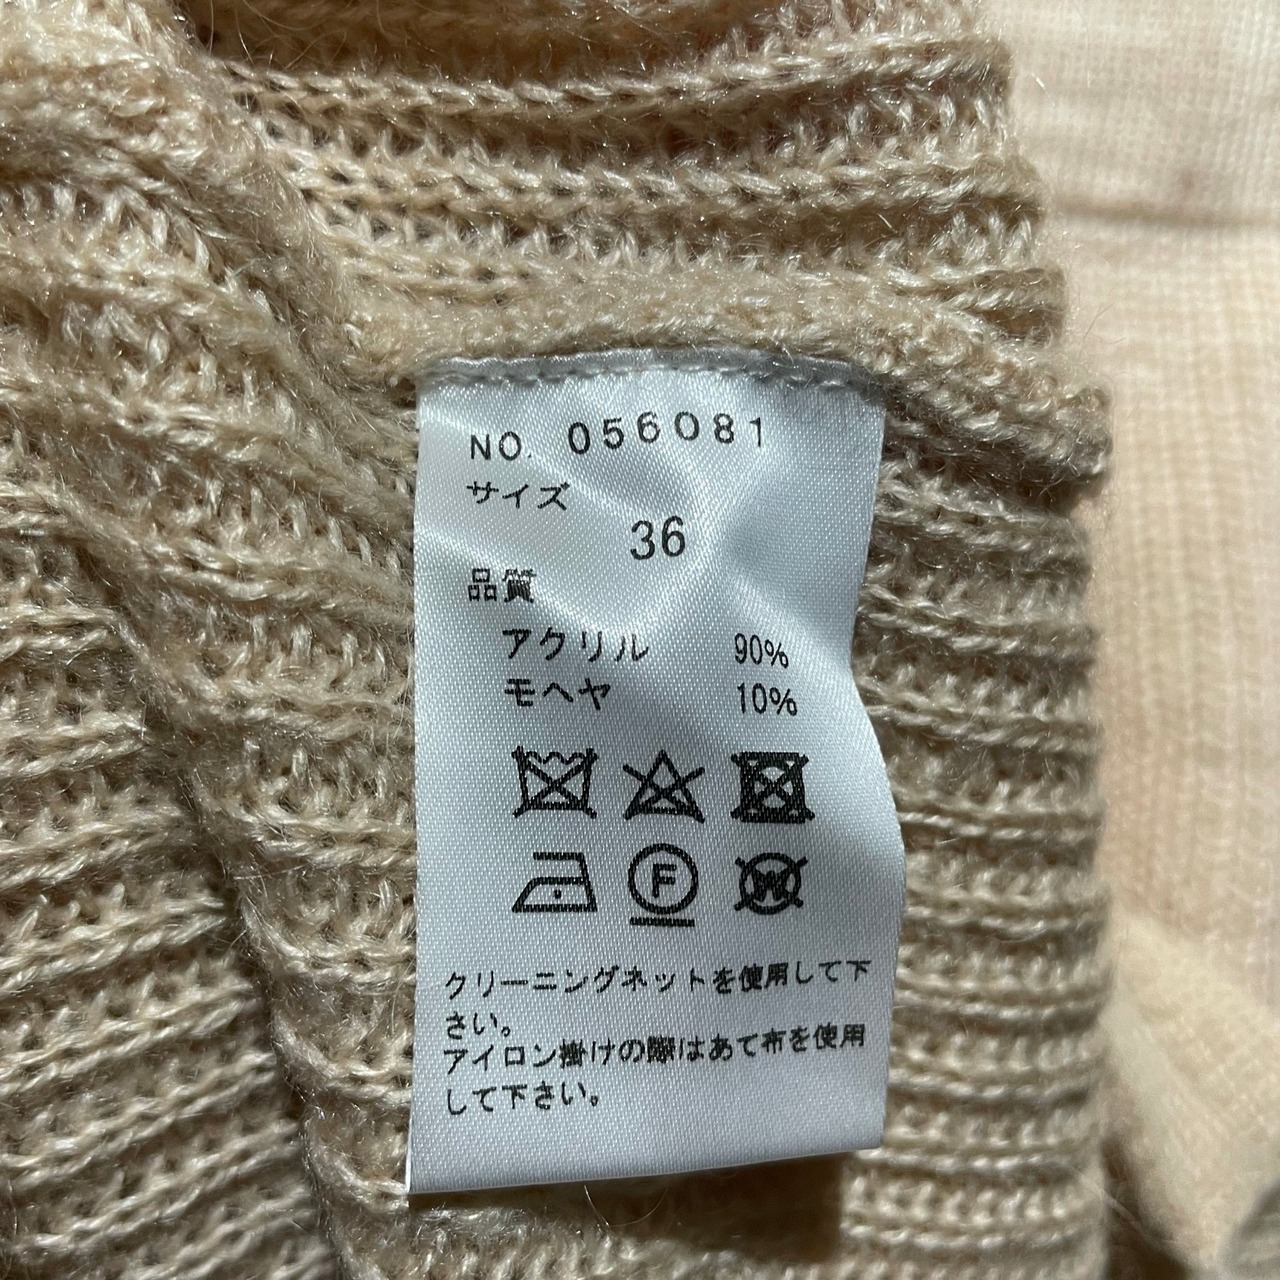 NO. 056081
サイズ
36
品質
アクリル 90%
モヘヤ 10%
F
W
クリーニングネットを使用して下
さい。
アイロン掛けの際はあて布を使用
して下さい。